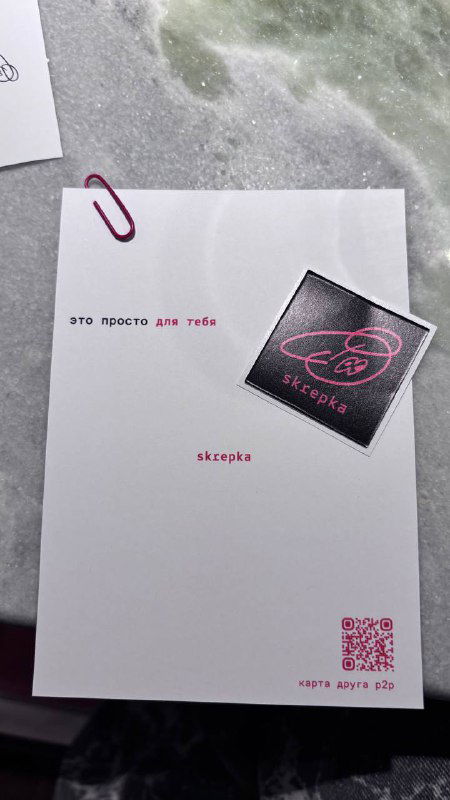 это просто для тебя
skrepka
skrepka
карта друга p2p